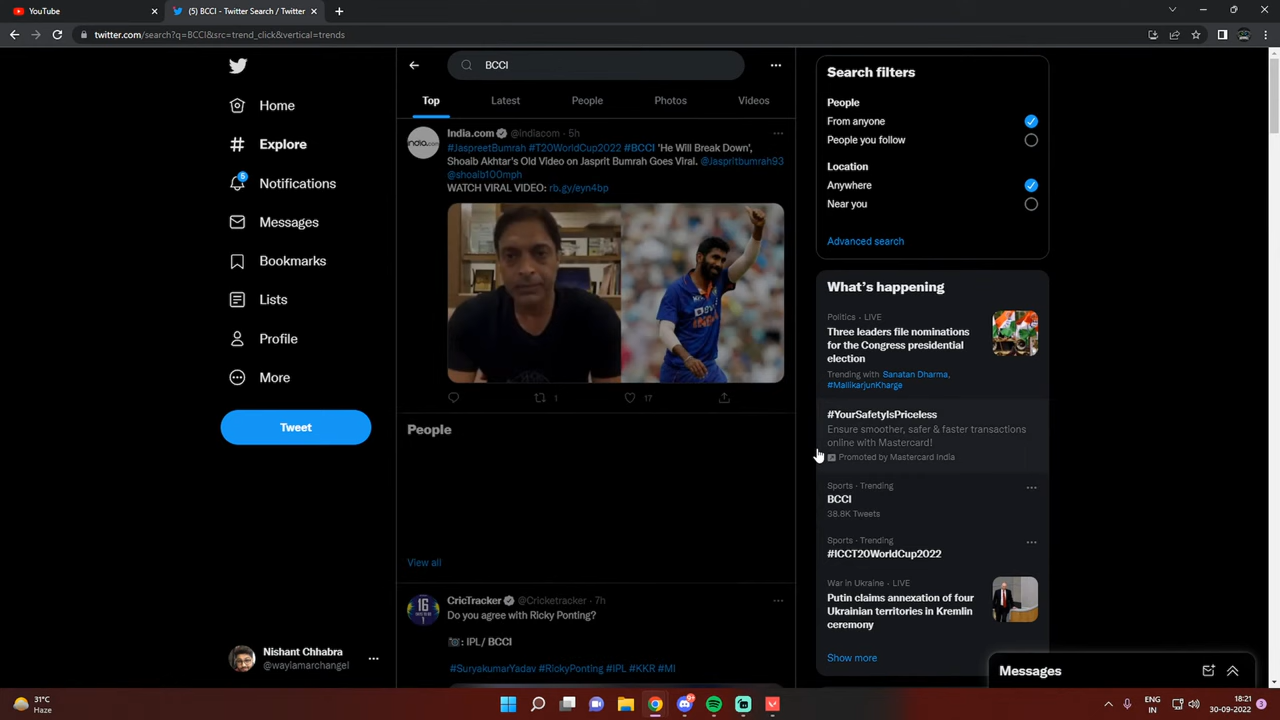 YouTube
(5) BCCI - Twitter Search / Twitter
twitter.com/search?q=BCCI&src=trend_click&vertical=trends
Home
Explore
5
Notifications
Messages
Bookmarks
Lists
Profile
More
Tweet
Nishant Chhabra
@waylamarchangel
BCCI
Top
Latest
People
Photos
Videos
India.com @indiacom · 5h
#JaspreetBumrah #T20WorldCup2022 #BCCI 'He Will Break Down',
Shoaib Akhtar's Old Video on Jasprit Bumrah Goes Viral. @Jaspritbumrah93
@shoaib100mph
WATCH VIRAL VIDEO: rb.gy/eyn4bp
1
17
People
View all
CricTracker @Cricketracker · 7h
Do you agree with Ricky Ponting?
📷: IPL/ BCCI
#SuryakumarYadav #RickyPonting #IPL #KKR #MI
Search filters
People
From anyone
People you follow
Location
Anywhere
Near you
Advanced search
What's happening
Politics · LIVE
Three leaders file nominations
for the Congress presidential
election
Trending with Sanatan Dharma,
#MallikarjunKharge
#YourSafetyIsPriceless
Ensure smoother, safer & faster transactions
online with Mastercard!
Promoted by Mastercard India
Sports · Trending
BCCI
38.8K Tweets
Sports · Trending
#ICCT20WorldCup2022
War in Ukraine · LIVE
Putin claims annexation of four
Ukrainian territories in Kremlin
ceremony
Show more
Messages
31°C
Haze
ENG
IN
18:21
30-09-2022